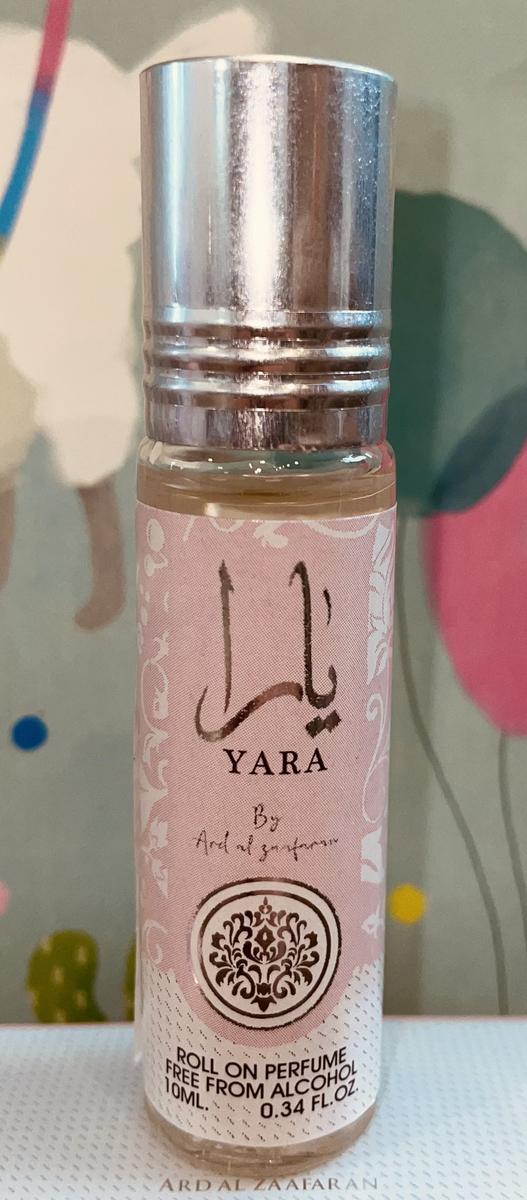 يارا
YARA
By
Ard al zaafaran
ROLL ON PERFUME
FREE FROM ALCOHOL
10ML. 0.34 FL.OZ.
ARD AL ZAAFARAN